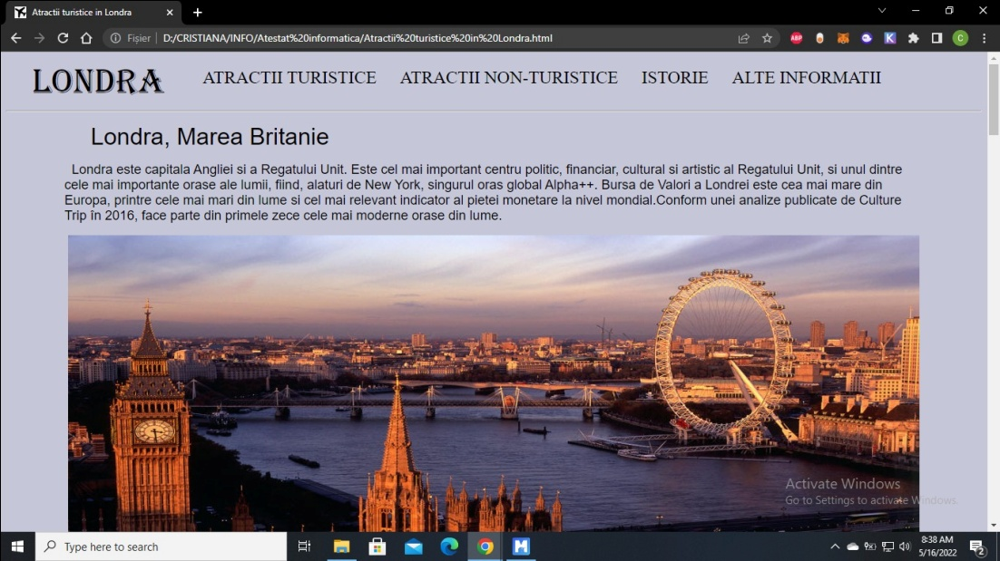 Atractii turistice in Londra
Fișier
D:/CRISTIANA/INFO/Atestat%20informatica/Atractii%20turistice%20in%20Londra.html
ABP
K
C
LONDRA
ATRACTII TURISTICE
ATRACTII NON-TURISTICE
ISTORIE
ALTE INFORMATII
Londra, Marea Britanie
Londra este capitala Angliei si a Regatului Unit. Este cel mai important centru politic, financiar, cultural si artistic al Regatului Unit, si unul dintre
cele mai importante orase ale lumii, fiind, alaturi de New York, singurul oras global Alpha++. Bursa de Valori a Londrei este cea mai mare din
Europa, printre cele mai mari din lume si cel mai relevant indicator al pietei monetare la nivel mondial.Conform unei analize publicate de Culture
Trip în 2016, face parte din primele zece cele mai moderne orase din lume.
Activate Windows
Go to Settings to activate Windows.
Type here to search
M
8:38 AM
5/16/2022
2